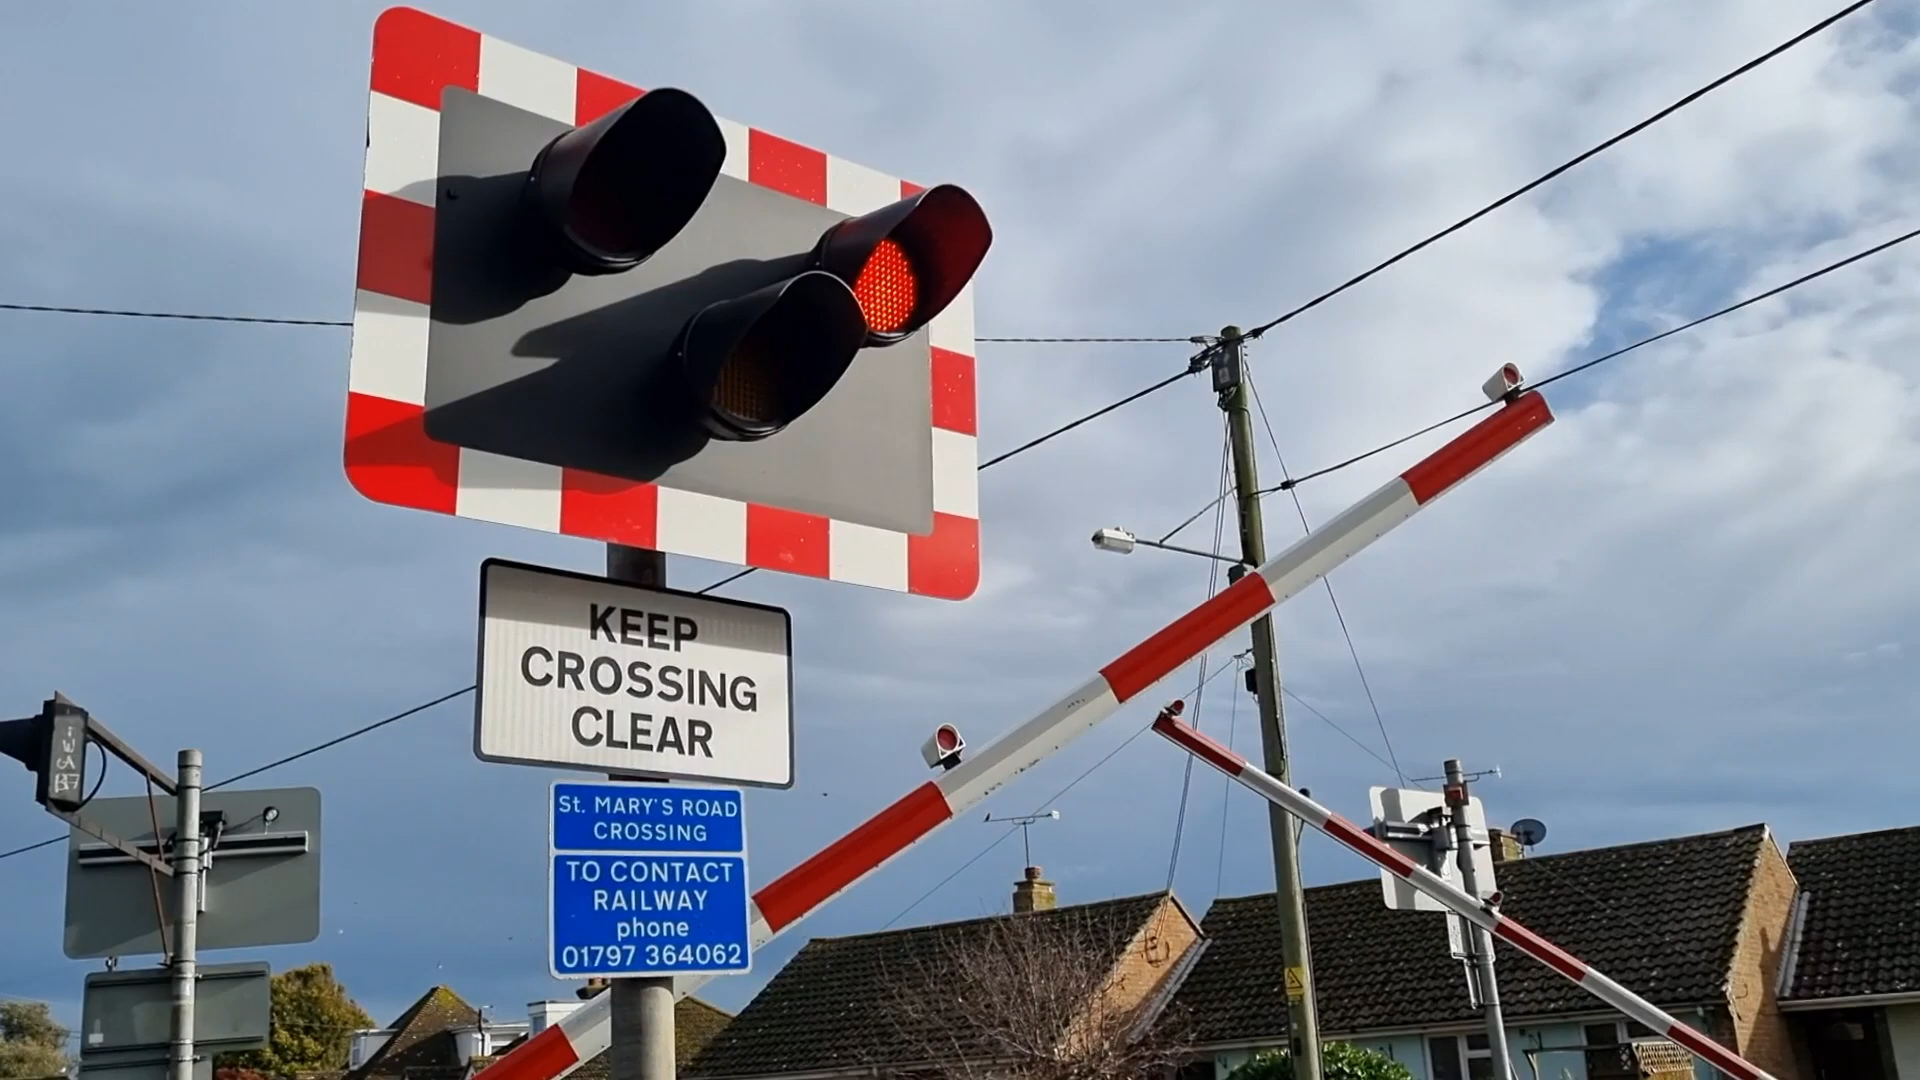 KEEP
CROSSING
CLEAR
St. MARY'S ROAD
CROSSING
TO CONTACT
RAILWAY
phone
01797 364062